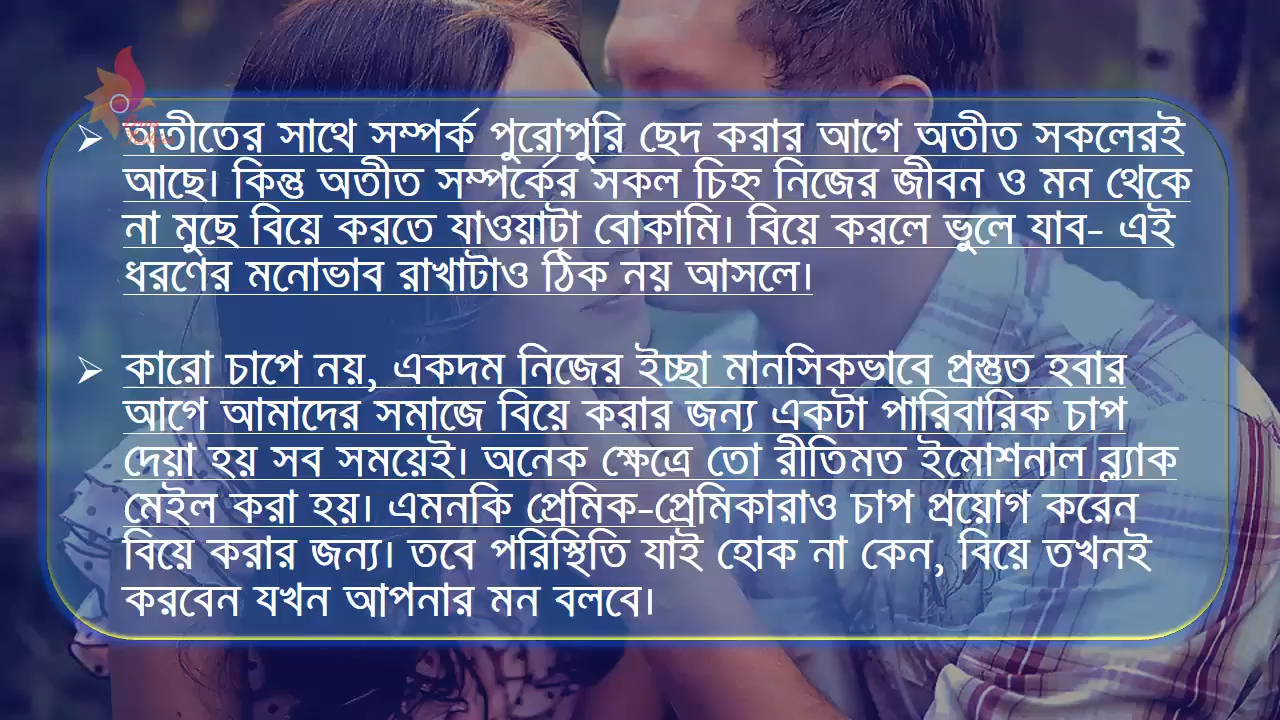 ➢ অতীতের সাথে সম্পর্ক পুরোপুরি ছেদ করার আগে অতীত সকলেরই
আছে। কিন্তু অতীত সম্পর্কের সকল চিহ্ন নিজের জীবন ও মন থেকে
না মুছে বিয়ে করতে যাওয়াটা বোকামি। বিয়ে করলে ভুলে যাব- এই
ধরণের মনোভাব রাখাটাও ঠিক নয় আসলে।
➢ কারো চাপে নয়, একদম নিজের ইচ্ছা মানসিকভাবে প্রস্তুত হবার
আগে আমাদের সমাজে বিয়ে করার জন্য একটা পারিবারিক চাপ
দেয়া হয় সব সময়েই। অনেক ক্ষেত্রে তো রীতিমত ইমোশনাল ব্ল্যাক
মেইল করা হয়। এমনকি প্রেমিক-প্রেমিকারাও চাপ প্রয়োগ করেন
বিয়ে করার জন্য। তবে পরিস্থিতি যাই হোক না কেন, বিয়ে তখনই
করবেন যখন আপনার মন বলবে।